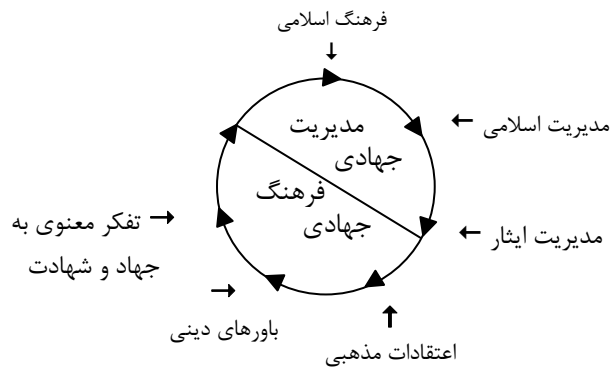 فرهنگ اسلامی
مدیریت اسلامی
مدیریت
جهادی
فرهنگ
جهادی
مدیریت ایثار
تفکر معنوی به
جهاد و شهادت
باورهای دینی
اعتقادات مذهبی